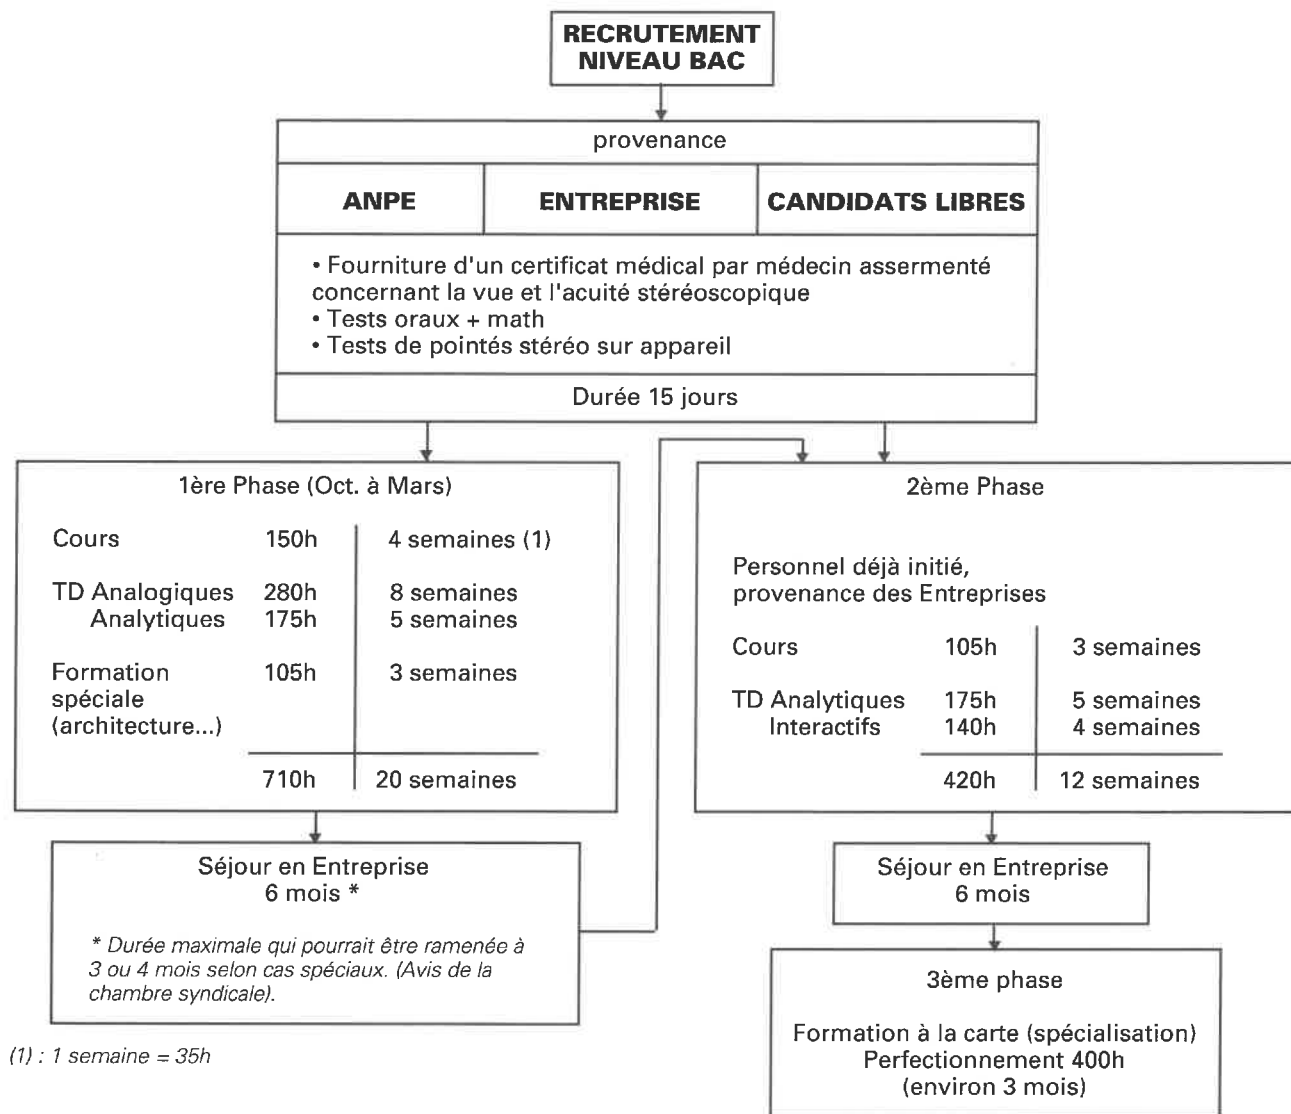 RECRUTEMENT
NIVEAU BAC
provenance
ANPE
ENTREPRISE
CANDIDATS LIBRES
• Fourniture d'un certificat médical par médecin assermenté
concernant la vue et l'acuité stéréoscopique
• Tests oraux + math
• Tests de pointés stéréo sur appareil
Durée 15 jours
1ère Phase (Oct. à Mars)
Cours 150h 4 semaines (1)
TD Analogiques 280h 8 semaines
Analytiques 175h 5 semaines
Formation 105h 3 semaines
spéciale
(architecture...)
710h 20 semaines
Séjour en Entreprise
6 mois *
* Durée maximale qui pourrait être ramenée à
3 ou 4 mois selon cas spéciaux. (Avis de la
chambre syndicale).
(1) : 1 semaine = 35h
2ème Phase
Personnel déjà initié,
provenance des Entreprises
Cours 105h 3 semaines
TD Analytiques 175h 5 semaines
Interactifs 140h 4 semaines
420h 12 semaines
Séjour en Entreprise
6 mois
3ème phase
Formation à la carte (spécialisation)
Perfectionnement 400h
(environ 3 mois)